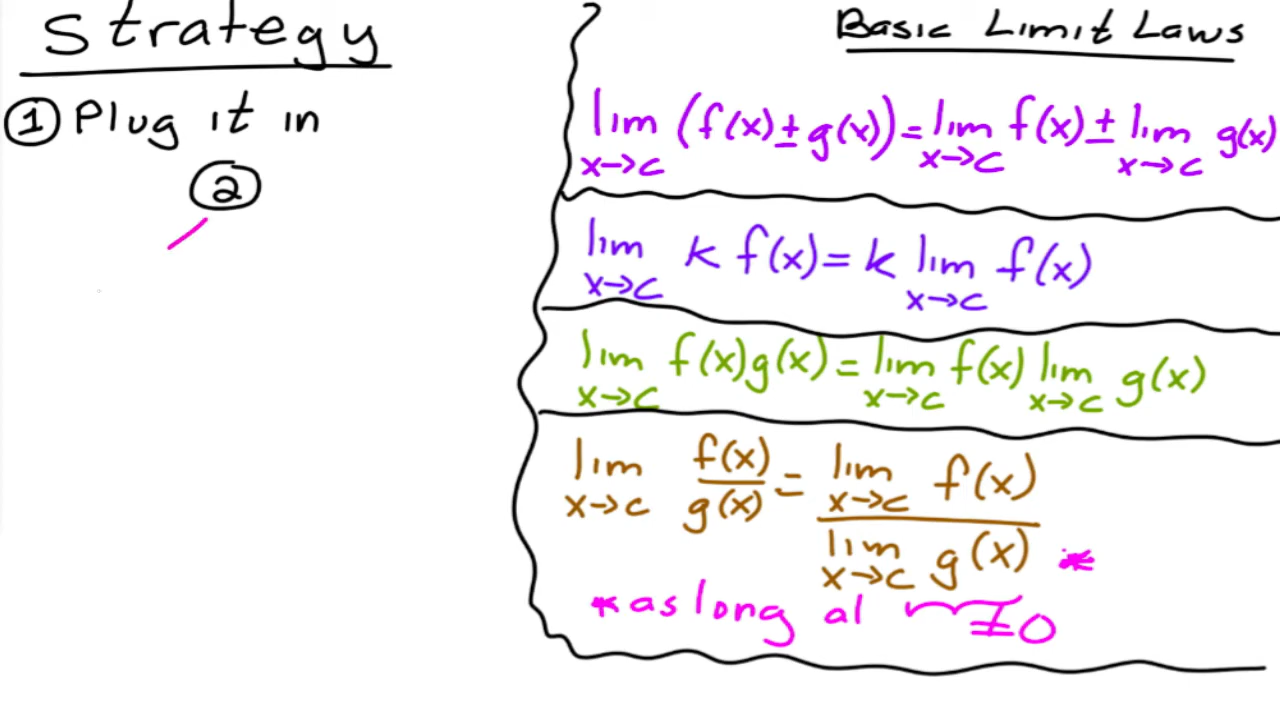 Strategy
① Plug it in
②
Basic Limit Laws
lim (f(x) ± g(x)) = lim f(x) ± lim g(x)
x→c x→c x→c
lim k f(x) = k lim f(x)
x→c x→c
lim f(x)g(x) = lim f(x) lim g(x)
x→c x→c x→c
lim f(x)/g(x) = lim f(x) / lim g(x) *
x→c x→c x→c
*as long al ≠0